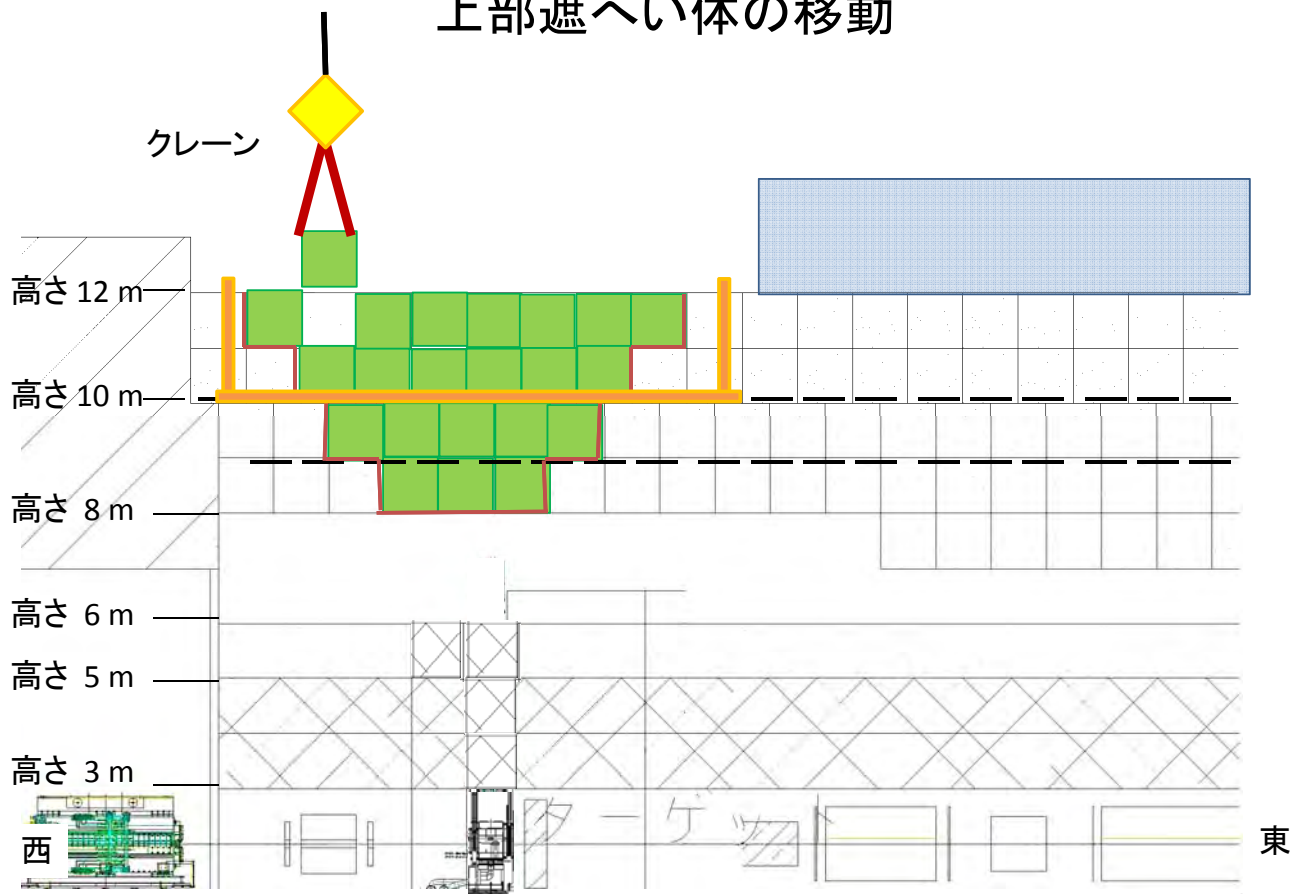 上部遮へい体の移動
クレーン
高さ 12 m
高さ 10 m
高さ 8 m
高さ 6 m
高さ 5 m
高さ 3 m
ターゲット
西
東